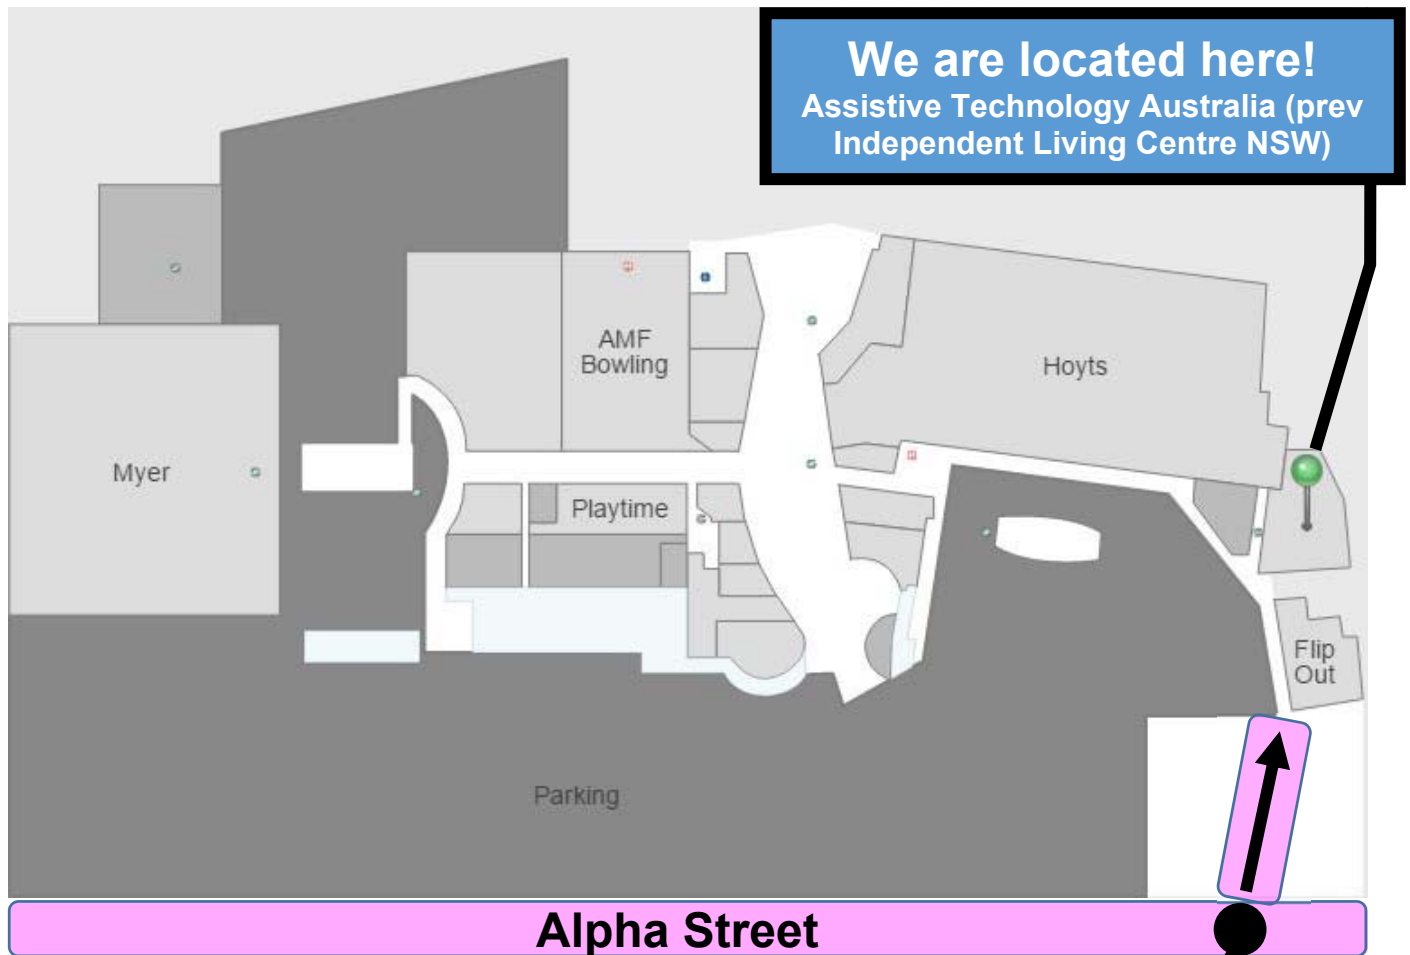 We are located here!
Assistive Technology Australia (prev
Independent Living Centre NSW)
AMF
Bowling
Hoyts
Myer
Playtime
Flip
Out
Parking
Alpha Street